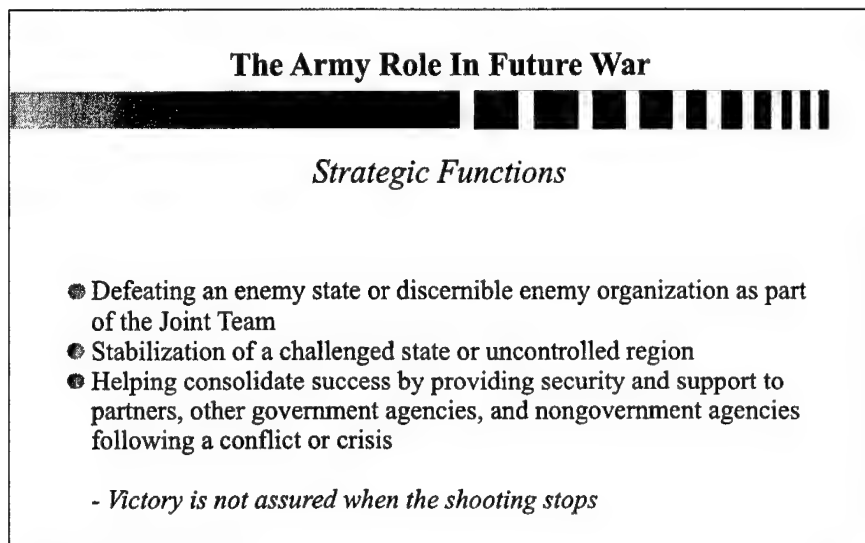 The Army Role In Future War
Strategic Functions
● Defeating an enemy state or discernible enemy organization as part
of the Joint Team
● Stabilization of a challenged state or uncontrolled region
● Helping consolidate success by providing security and support to
partners, other government agencies, and nongovernment agencies
following a conflict or crisis
- Victory is not assured when the shooting stops